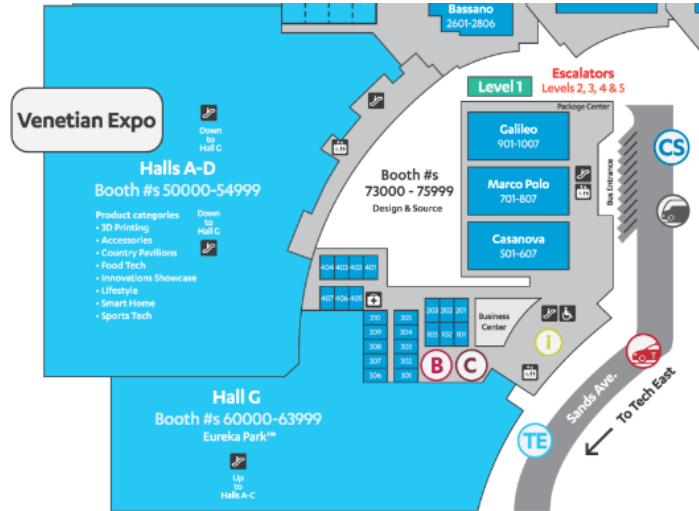 Bassano
2601-2806
Level 1
Escalators
Levels 2, 3, 4 & 5
Package Center
Venetian Expo
Down
to
Hall G
Halls A-D
Booth #s 50000-54999
Product categories
• 3D Printing
• Accessories
• Country Pavilions
• Food Tech
• Innovations Showcase
• Lifestyle
• Smart Home
• Sports Tech
Down
to
Hall G
Booth #s
73000 - 75999
Design & Source
Galileo
901-1007
Marco Polo
701-807
Casanova
501-607
Bus Entrance
CS
404 403 402 401
407 406 405
310
309
308
307
306
305
304
303
302
301
203 202 201
103 102 101
Business
Center
i
B
C
Hall G
Booth #s 60000-63999
Eureka Park™
Up
to
Halls A-C
Sands Ave.
To Tech East
TE